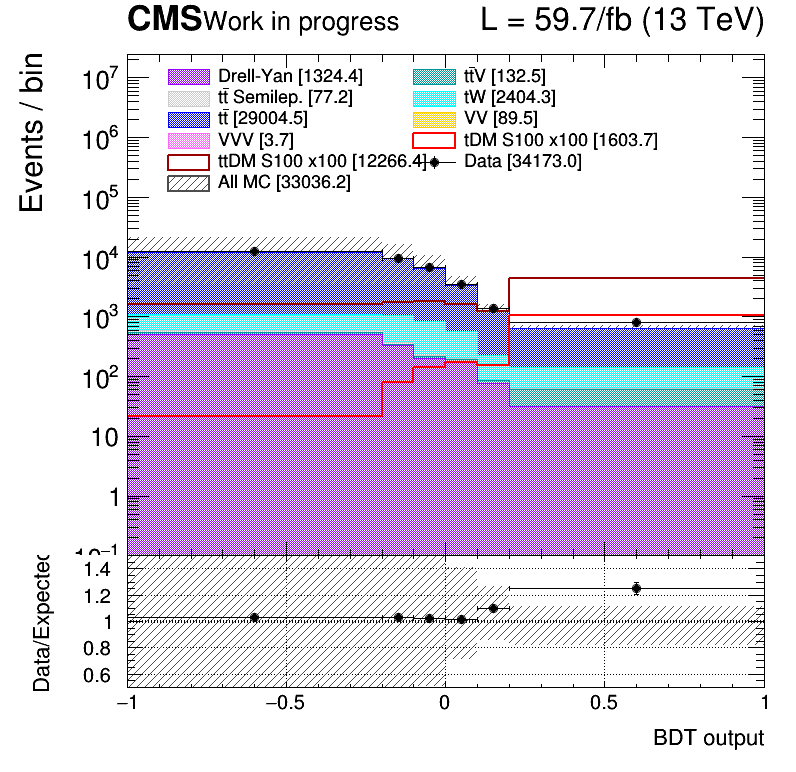 CMS Work in progress L = 59.7/fb (13 TeV)
Events / bin
Drell-Yan [1324.4] tt̄V [132.5]
tt̄ Semilep. [77.2] tW [2404.3]
tt̄ [29004.5] VV [89.5]
VVV [3.7] tDM S100 x100 [1603.7]
ttDM S100 x100 [12266.4] Data [34173.0]
All MC [33036.2]
10⁷
10⁶
10⁵
10⁴
10³
10²
10
1
10⁻¹
Data/Expected
1.4
1.2
1
0.8
0.6
−1 −0.5 0 0.5 1
BDT output